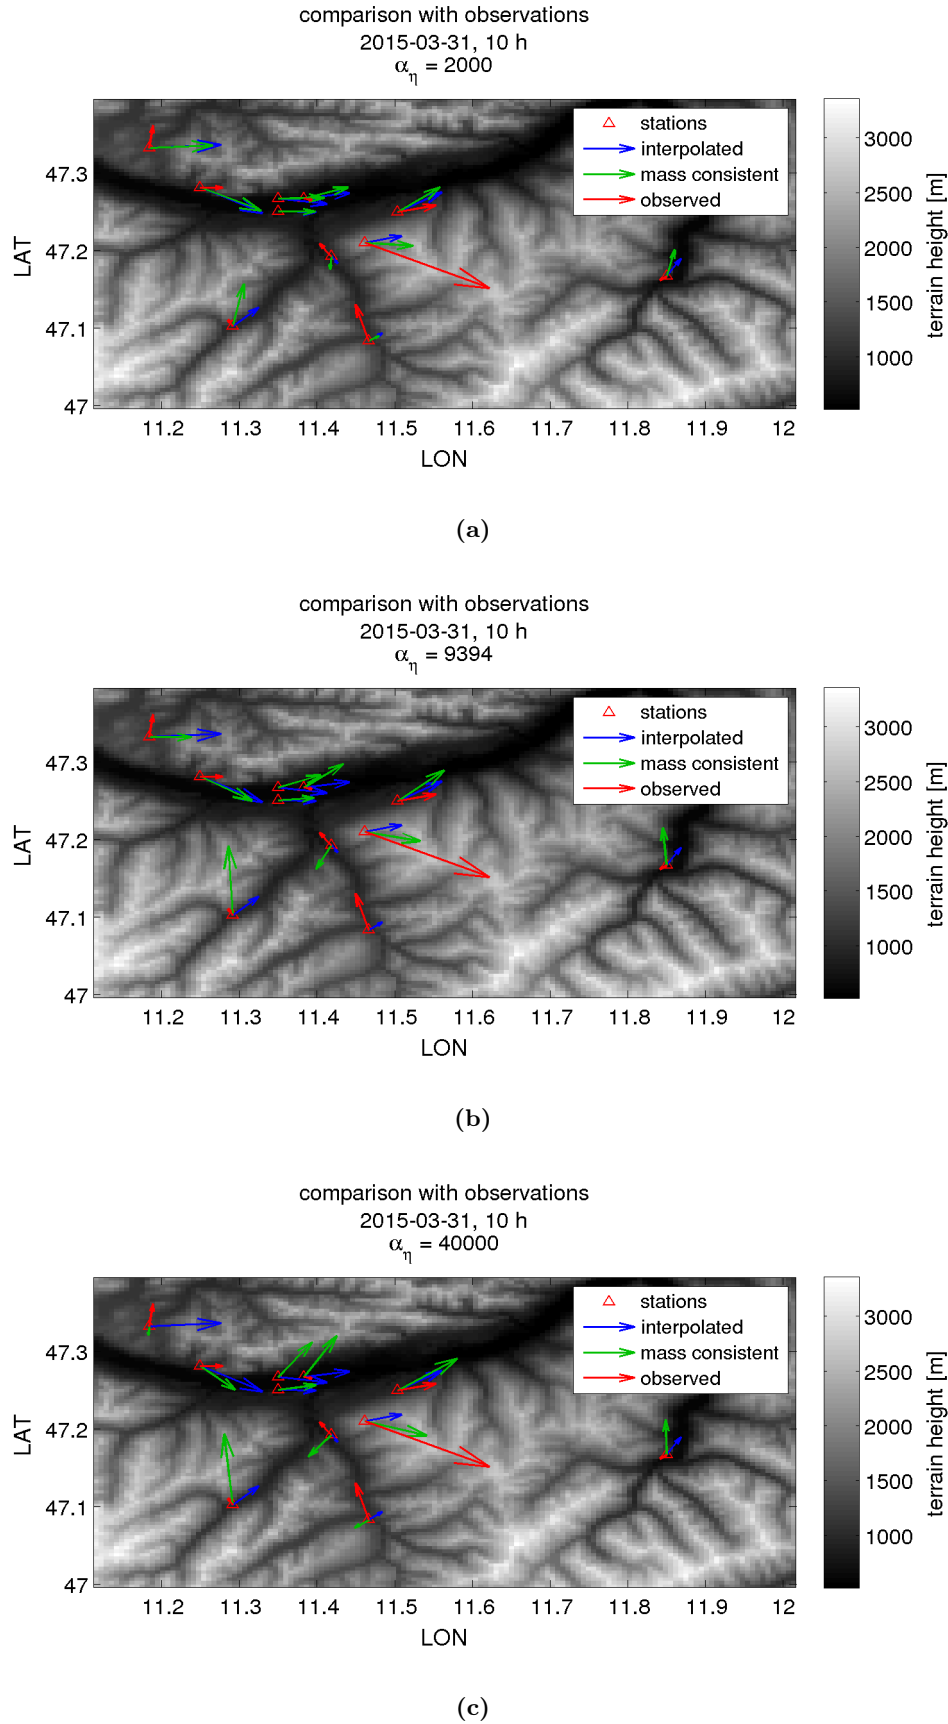 comparison with observations
2015-03-31, 10 h
α_η = 2000
stations
interpolated
mass consistent
observed
47.3
47.2
47.1
47
LAT
11.2 11.3 11.4 11.5 11.6 11.7 11.8 11.9 12
LON
3000
2500
2000
1500
1000
terrain height [m]
(a)
comparison with observations
2015-03-31, 10 h
α_η = 9394
stations
interpolated
mass consistent
observed
47.3
47.2
47.1
47
LAT
11.2 11.3 11.4 11.5 11.6 11.7 11.8 11.9 12
LON
3000
2500
2000
1500
1000
terrain height [m]
(b)
comparison with observations
2015-03-31, 10 h
α_η = 40000
stations
interpolated
mass consistent
observed
47.3
47.2
47.1
47
LAT
11.2 11.3 11.4 11.5 11.6 11.7 11.8 11.9 12
LON
3000
2500
2000
1500
1000
terrain height [m]
(c)